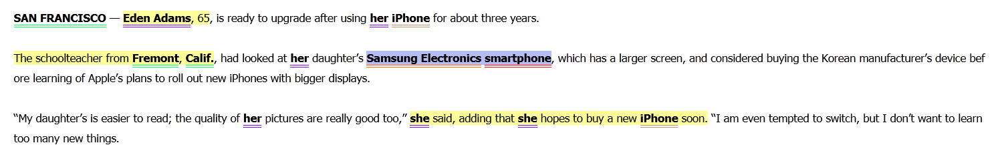 SAN FRANCISCO — Eden Adams, 65, is ready to upgrade after using her iPhone for about three years.
The schoolteacher from Fremont, Calif., had looked at her daughter’s Samsung Electronics smartphone, which has a larger screen, and considered buying the Korean manufacturer’s device bef
ore learning of Apple’s plans to roll out new iPhones with bigger displays.
“My daughter’s is easier to read; the quality of her pictures are really good too,” she said, adding that she hopes to buy a new iPhone soon. “I am even tempted to switch, but I don’t want to learn
too many new things.